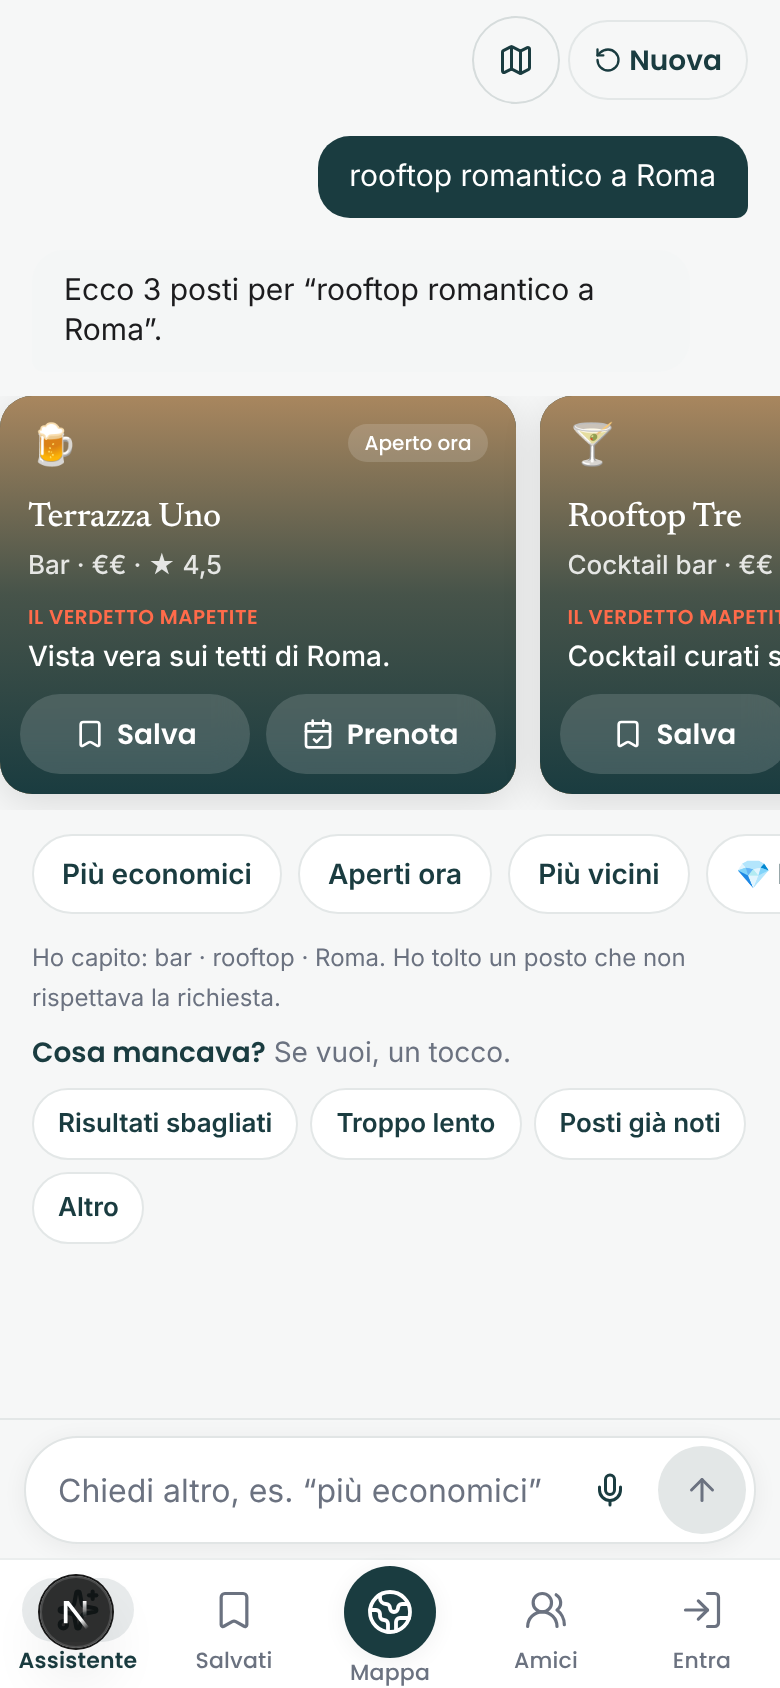 Nuova
rooftop romantico a Roma
Ecco 3 posti per “rooftop romantico a
Roma”.
Aperto ora
Terrazza Uno
Bar · €€ · ★ 4,5
IL VERDETTO MAPETITE
Vista vera sui tetti di Roma.
Salva
Prenota
Rooftop Tre
Cocktail bar · €€
IL VERDETTO MAPETIT
Cocktail curati s
Salva
Più economici
Aperti ora
Più vicini
Ho capito: bar · rooftop · Roma. Ho tolto un posto che non
rispettava la richiesta.
Cosa mancava? Se vuoi, un tocco.
Risultati sbagliati
Troppo lento
Posti già noti
Altro
Chiedi altro, es. “più economici”
N
Assistente
Salvati
Mappa
Amici
Entra